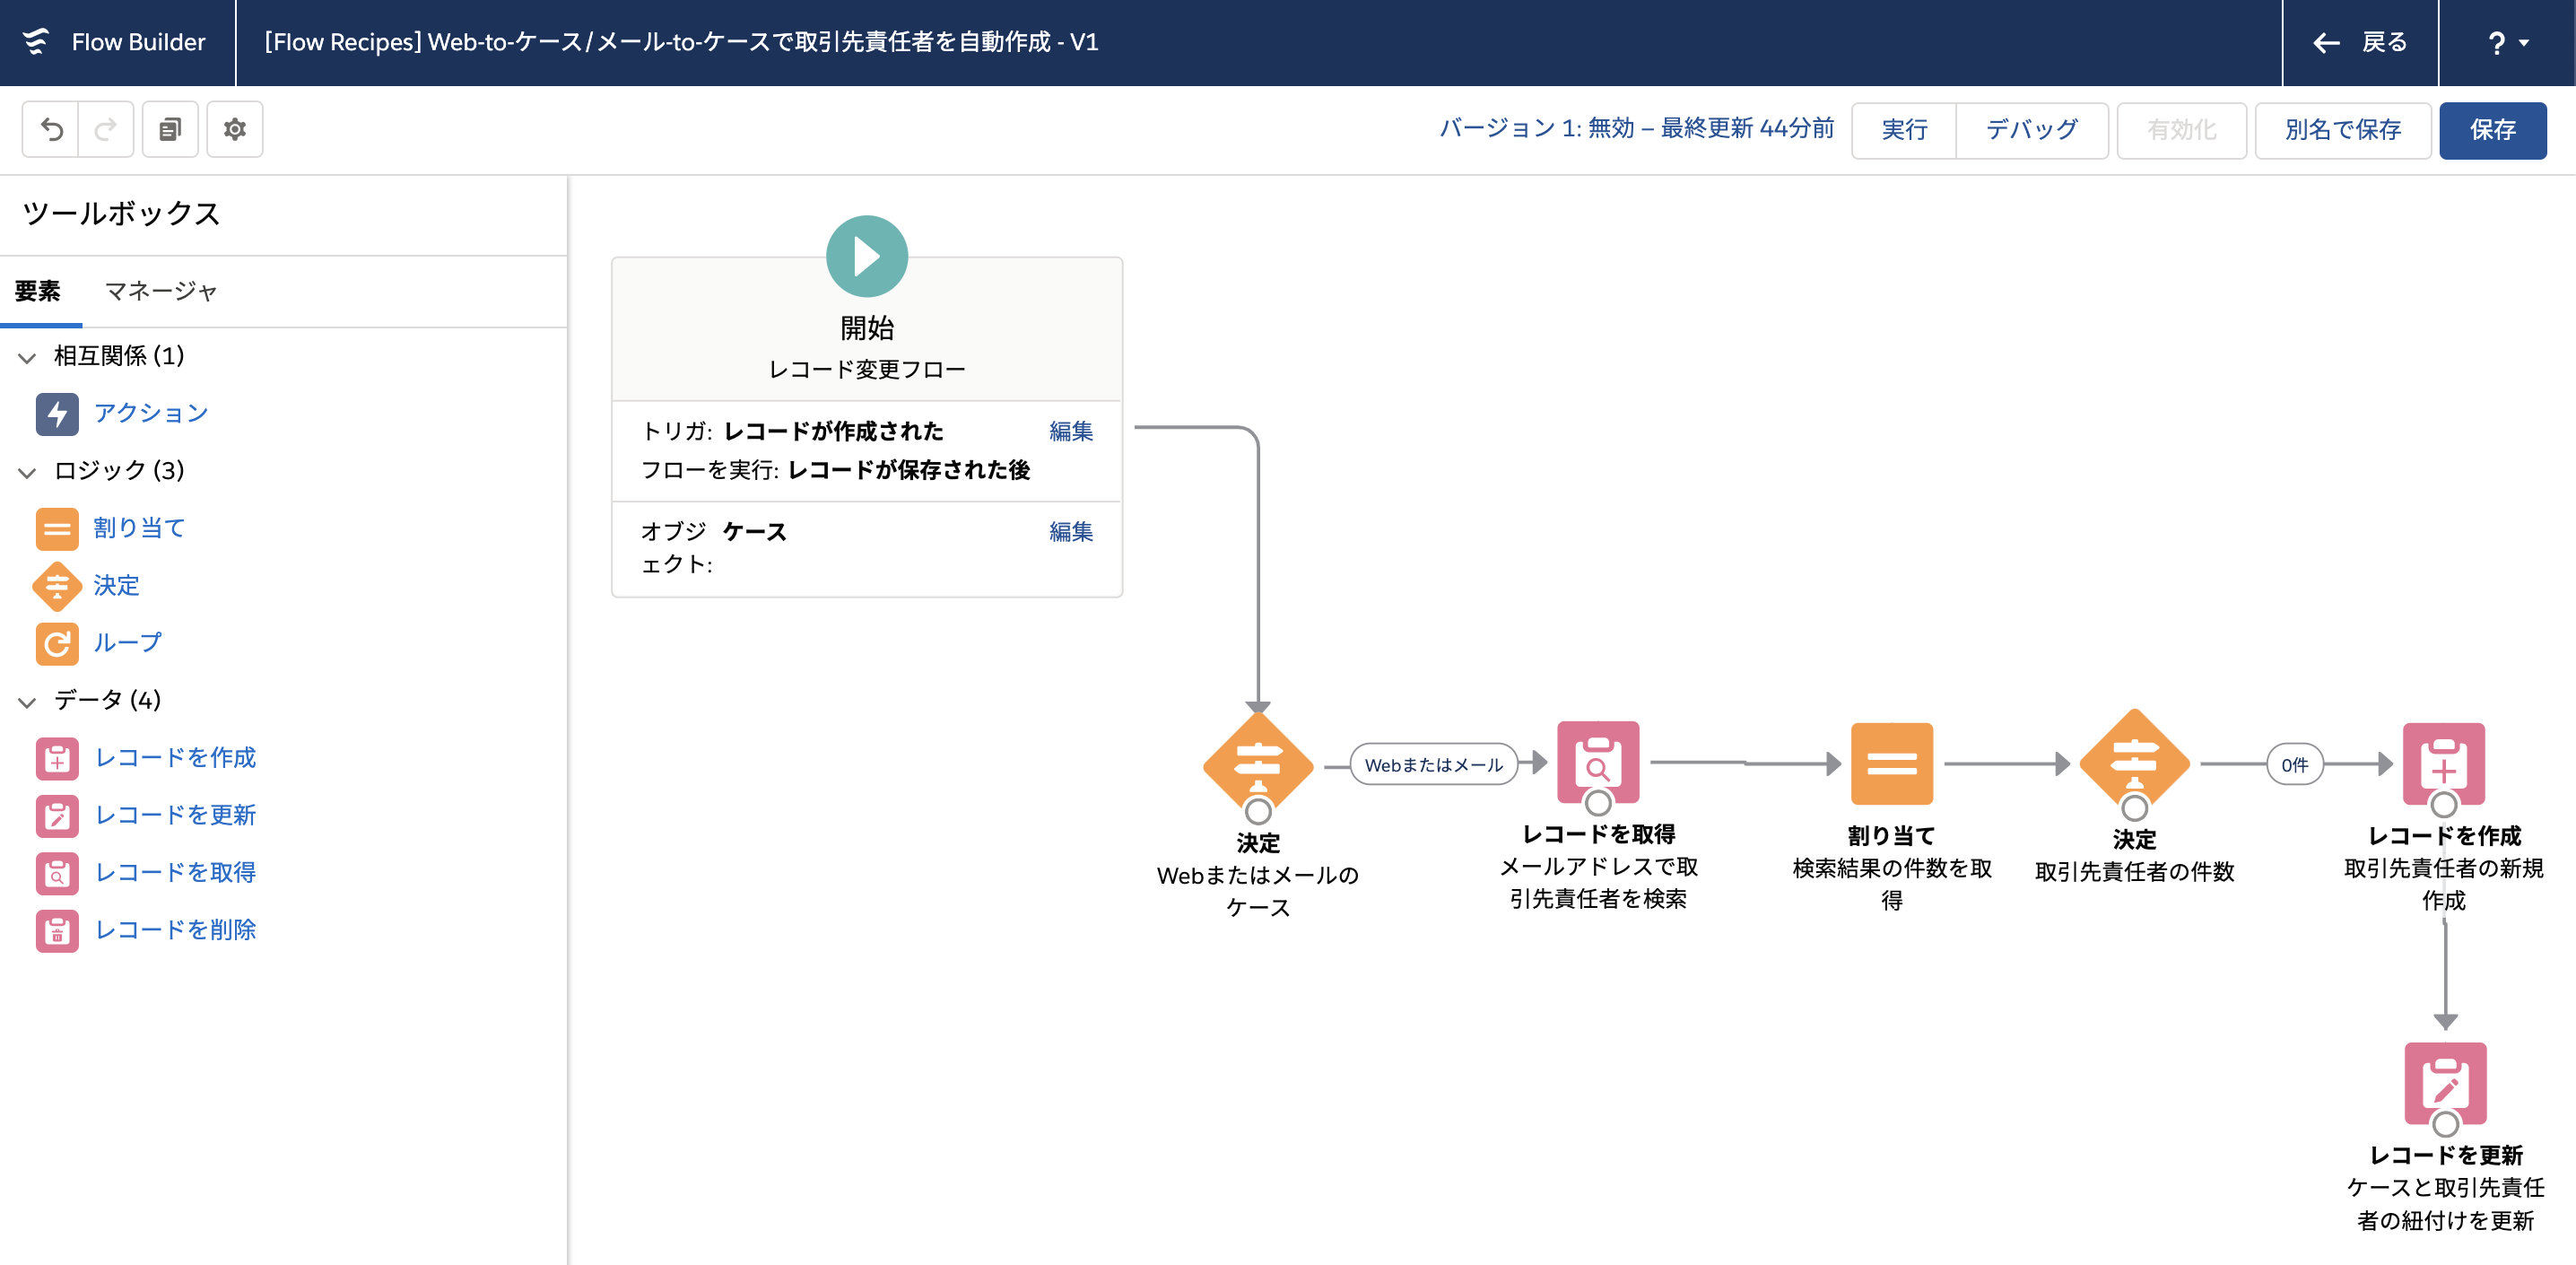 Flow Builder
[Flow Recipes] Web-to-ケース/メール-to-ケースで取引先責任者を自動作成 - V1
戻る
?
バージョン 1: 無効 – 最終更新 44分前
実行
デバッグ
有効化
別名で保存
保存
ツールボックス
要素
マネージャ
相互関係 (1)
アクション
ロジック (3)
割り当て
決定
ループ
データ (4)
レコードを作成
レコードを更新
レコードを取得
レコードを削除
開始
レコード変更フロー
トリガ: レコードが作成された
編集
フローを実行: レコードが保存された後
オブジ ケース
編集
ェクト:
Webまたはメール
0件
決定
Webまたはメールの
ケース
レコードを取得
メールアドレスで取
引先責任者を検索
割り当て
検索結果の件数を取
得
決定
取引先責任者の件数
レコードを作成
取引先責任者の新規
作成
レコードを更新
ケースと取引先責任
者の紐付けを更新